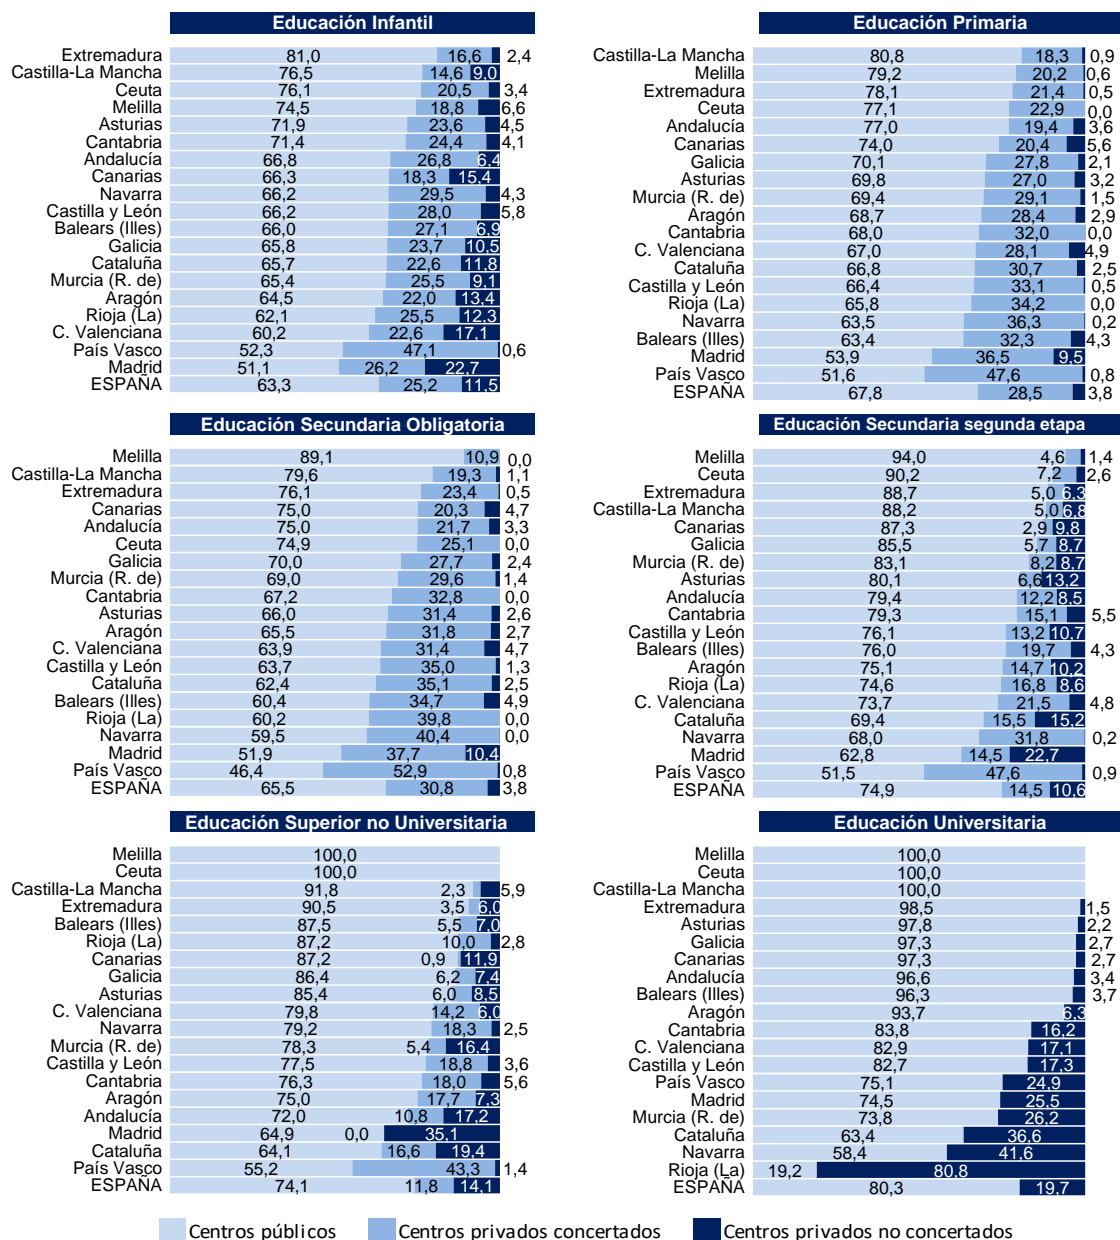 Educación Infantil
Extremadura 81,0 16,6 2,4
Castilla-La Mancha 76,5 14,6 9,0
Ceuta 76,1 20,5 3,4
Melilla 74,5 18,8 6,6
Asturias 71,9 23,6 4,5
Cantabria 71,4 24,4 4,1
Andalucía 66,8 26,8 6,4
Canarias 66,3 18,3 15,4
Navarra 66,2 29,5 4,3
Castilla y León 66,2 28,0 5,8
Balears (Illes) 66,0 27,1 6,9
Galicia 65,8 23,7 10,5
Cataluña 65,7 22,6 11,8
Murcia (R. de) 65,4 25,5 9,1
Aragón 64,5 22,0 13,4
Rioja (La) 62,1 25,5 12,3
C. Valenciana 60,2 22,6 17,1
País Vasco 52,3 47,1 0,6
Madrid 51,1 26,2 22,7
ESPAÑA 63,3 25,2 11,5
Educación Primaria
Castilla-La Mancha 80,8 18,3 0,9
Melilla 79,2 20,2 0,6
Extremadura 78,1 21,4 0,5
Ceuta 77,1 22,9 0,0
Andalucía 77,0 19,4 3,6
Canarias 74,0 20,4 5,6
Galicia 70,1 27,8 2,1
Asturias 69,8 27,0 3,2
Murcia (R. de) 69,4 29,1 1,5
Aragón 68,7 28,4 2,9
Cantabria 68,0 32,0 0,0
C. Valenciana 67,0 28,1 4,9
Cataluña 66,8 30,7 2,5
Castilla y León 66,4 33,1 0,5
Rioja (La) 65,8 34,2 0,0
Navarra 63,5 36,3 0,2
Balears (Illes) 63,4 32,3 4,3
Madrid 53,9 36,5 9,5
País Vasco 51,6 47,6 0,8
ESPAÑA 67,8 28,5 3,8
Educación Secundaria Obligatoria
Melilla 89,1 10,9 0,0
Castilla-La Mancha 79,6 19,3 1,1
Extremadura 76,1 23,4 0,5
Canarias 75,0 20,3 4,7
Andalucía 75,0 21,7 3,3
Ceuta 74,9 25,1 0,0
Galicia 70,0 27,7 2,4
Murcia (R. de) 69,0 29,6 1,4
Cantabria 67,2 32,8 0,0
Asturias 66,0 31,4 2,6
Aragón 65,5 31,8 2,7
C. Valenciana 63,9 31,4 4,7
Castilla y León 63,7 35,0 1,3
Cataluña 62,4 35,1 2,5
Balears (Illes) 60,4 34,7 4,9
Rioja (La) 60,2 39,8 0,0
Navarra 59,5 40,4 0,0
Madrid 51,9 37,7 10,4
País Vasco 46,4 52,9 0,8
ESPAÑA 65,5 30,8 3,8
Educación Secundaria segunda etapa
Melilla 94,0 4,6 1,4
Ceuta 90,2 7,2 2,6
Extremadura 88,7 5,0 6,3
Castilla-La Mancha 88,2 5,0 6,8
Canarias 87,3 2,9 9,8
Galicia 85,5 5,7 8,7
Murcia (R. de) 83,1 8,2 8,7
Asturias 80,1 6,6 13,2
Andalucía 79,4 12,2 8,5
Cantabria 79,3 15,1 5,5
Castilla y León 76,1 13,2 10,7
Balears (Illes) 76,0 19,7 4,3
Aragón 75,1 14,7 10,2
Rioja (La) 74,6 16,8 8,6
C. Valenciana 73,7 21,5 4,8
Cataluña 69,4 15,5 15,2
Navarra 68,0 31,8 0,2
Madrid 62,8 14,5 22,7
País Vasco 51,5 47,6 0,9
ESPAÑA 74,9 14,5 10,6
Educación Superior no Universitaria
Melilla 100,0
Ceuta 100,0
Castilla-La Mancha 91,8 2,3 5,9
Extremadura 90,5 3,5 6,0
Balears (Illes) 87,5 5,5 7,0
Rioja (La) 87,2 10,0 2,8
Canarias 87,2 0,9 11,9
Galicia 86,4 6,2 7,4
Asturias 85,4 6,0 8,5
C. Valenciana 79,8 14,2 6,0
Navarra 79,2 18,3 2,5
Murcia (R. de) 78,3 5,4 16,4
Castilla y León 77,5 18,8 3,6
Cantabria 76,3 18,0 5,6
Aragón 75,0 17,7 7,3
Andalucía 72,0 10,8 17,2
Madrid 64,9 0,0 35,1
Cataluña 64,1 16,6 19,4
País Vasco 55,2 43,3 1,4
ESPAÑA 74,1 11,8 14,1
Educación Universitaria
Melilla 100,0
Ceuta 100,0
Castilla-La Mancha 100,0
Extremadura 98,5 1,5
Asturias 97,8 2,2
Galicia 97,3 2,7
Canarias 97,3 2,7
Andalucía 96,6 3,4
Balears (Illes) 96,3 3,7
Aragón 93,7 6,3
Cantabria 83,8 16,2
C. Valenciana 82,9 17,1
Castilla y León 82,7 17,3
País Vasco 75,1 24,9
Madrid 74,5 25,5
Murcia (R. de) 73,8 26,2
Cataluña 63,4 36,6
Navarra 58,4 41,6
Rioja (La) 19,2 80,8
ESPAÑA 80,3 19,7
Centros públicos Centros privados concertados Centros privados no concertados